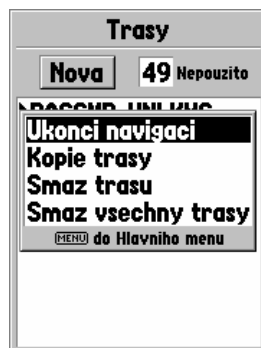 Trasy
Nova
49 Nepouzito
Ukonci navigaci
Kopie trasy
Smaz trasu
Smaz vsechny trasy
MENU do Hlavniho menu